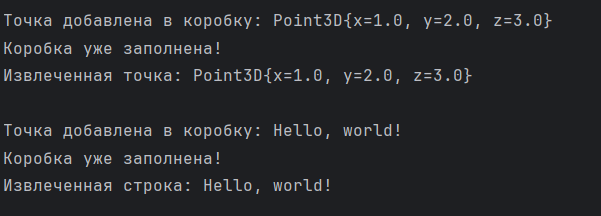 Точка добавлена в коробку: Point3D{x=1.0, y=2.0, z=3.0}
Коробка уже заполнена!
Извлеченная точка: Point3D{x=1.0, y=2.0, z=3.0}
Точка добавлена в коробку: Hello, world!
Коробка уже заполнена!
Извлеченная строка: Hello, world!